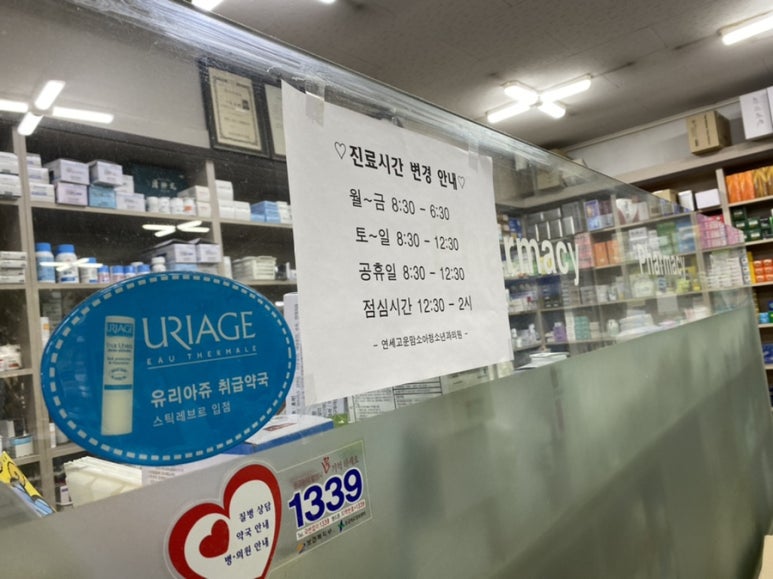 ♡진료시간 변경 안내♡
월~금 8:30 - 6:30
토~일 8:30 - 12:30
공휴일 8:30 - 12:30
점심시간 12:30 - 2시
- 연세고운맘소아청소년과의원 -
armacy
Pharmacy
URIAGE
EAU THERMALE
유리아쥬 취급약국
스틱레브르 입점
URIAGE
질병 상담
약국 안내
병·의원 안내
1339